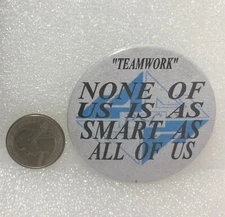 "TEAMWORK"
NONE OF
US IS AS
SMART AS
ALL OF US